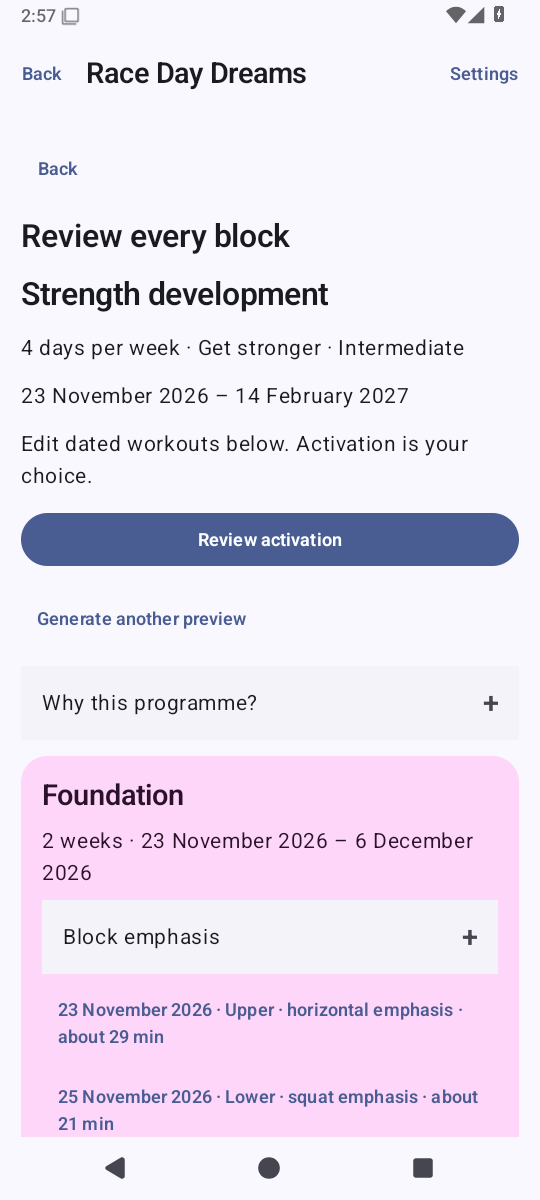 2:57
Back Race Day Dreams Settings
Back
Review every block
Strength development
4 days per week · Get stronger · Intermediate
23 November 2026 – 14 February 2027
Edit dated workouts below. Activation is your
choice.
Review activation
Generate another preview
Why this programme? +
Foundation
2 weeks · 23 November 2026 – 6 December
2026
Block emphasis +
23 November 2026 · Upper · horizontal emphasis ·
about 29 min
25 November 2026 · Lower · squat emphasis · about
21 min